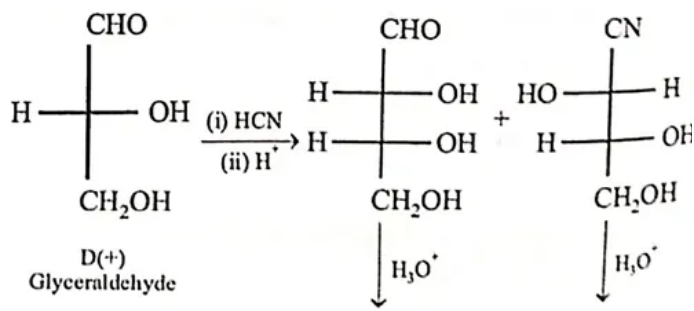 CHO CHO CN
H OH (i) HCN H OH + HO H
(ii) H⁺ H OH H OH
CH₂OH CH₂OH CH₂OH
D(+)
Glyceraldehyde
H₃O⁺ H₃O⁺